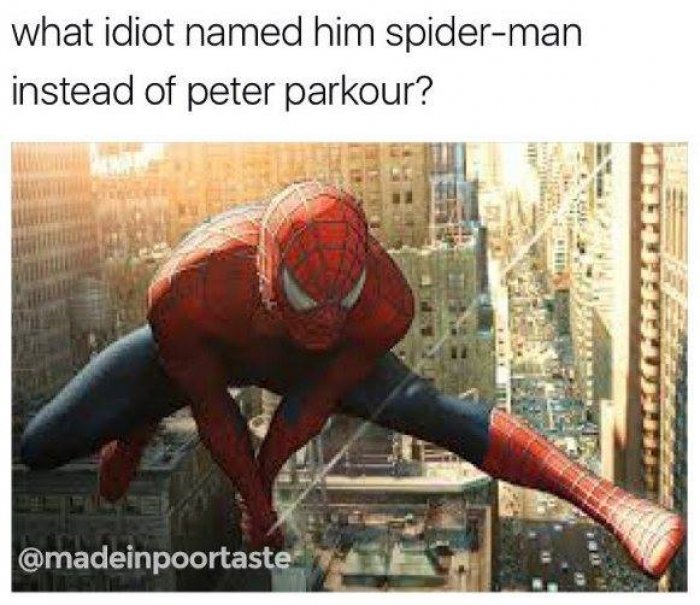 what idiot named him spider-man
instead of peter parkour?
@madeinpoortaste